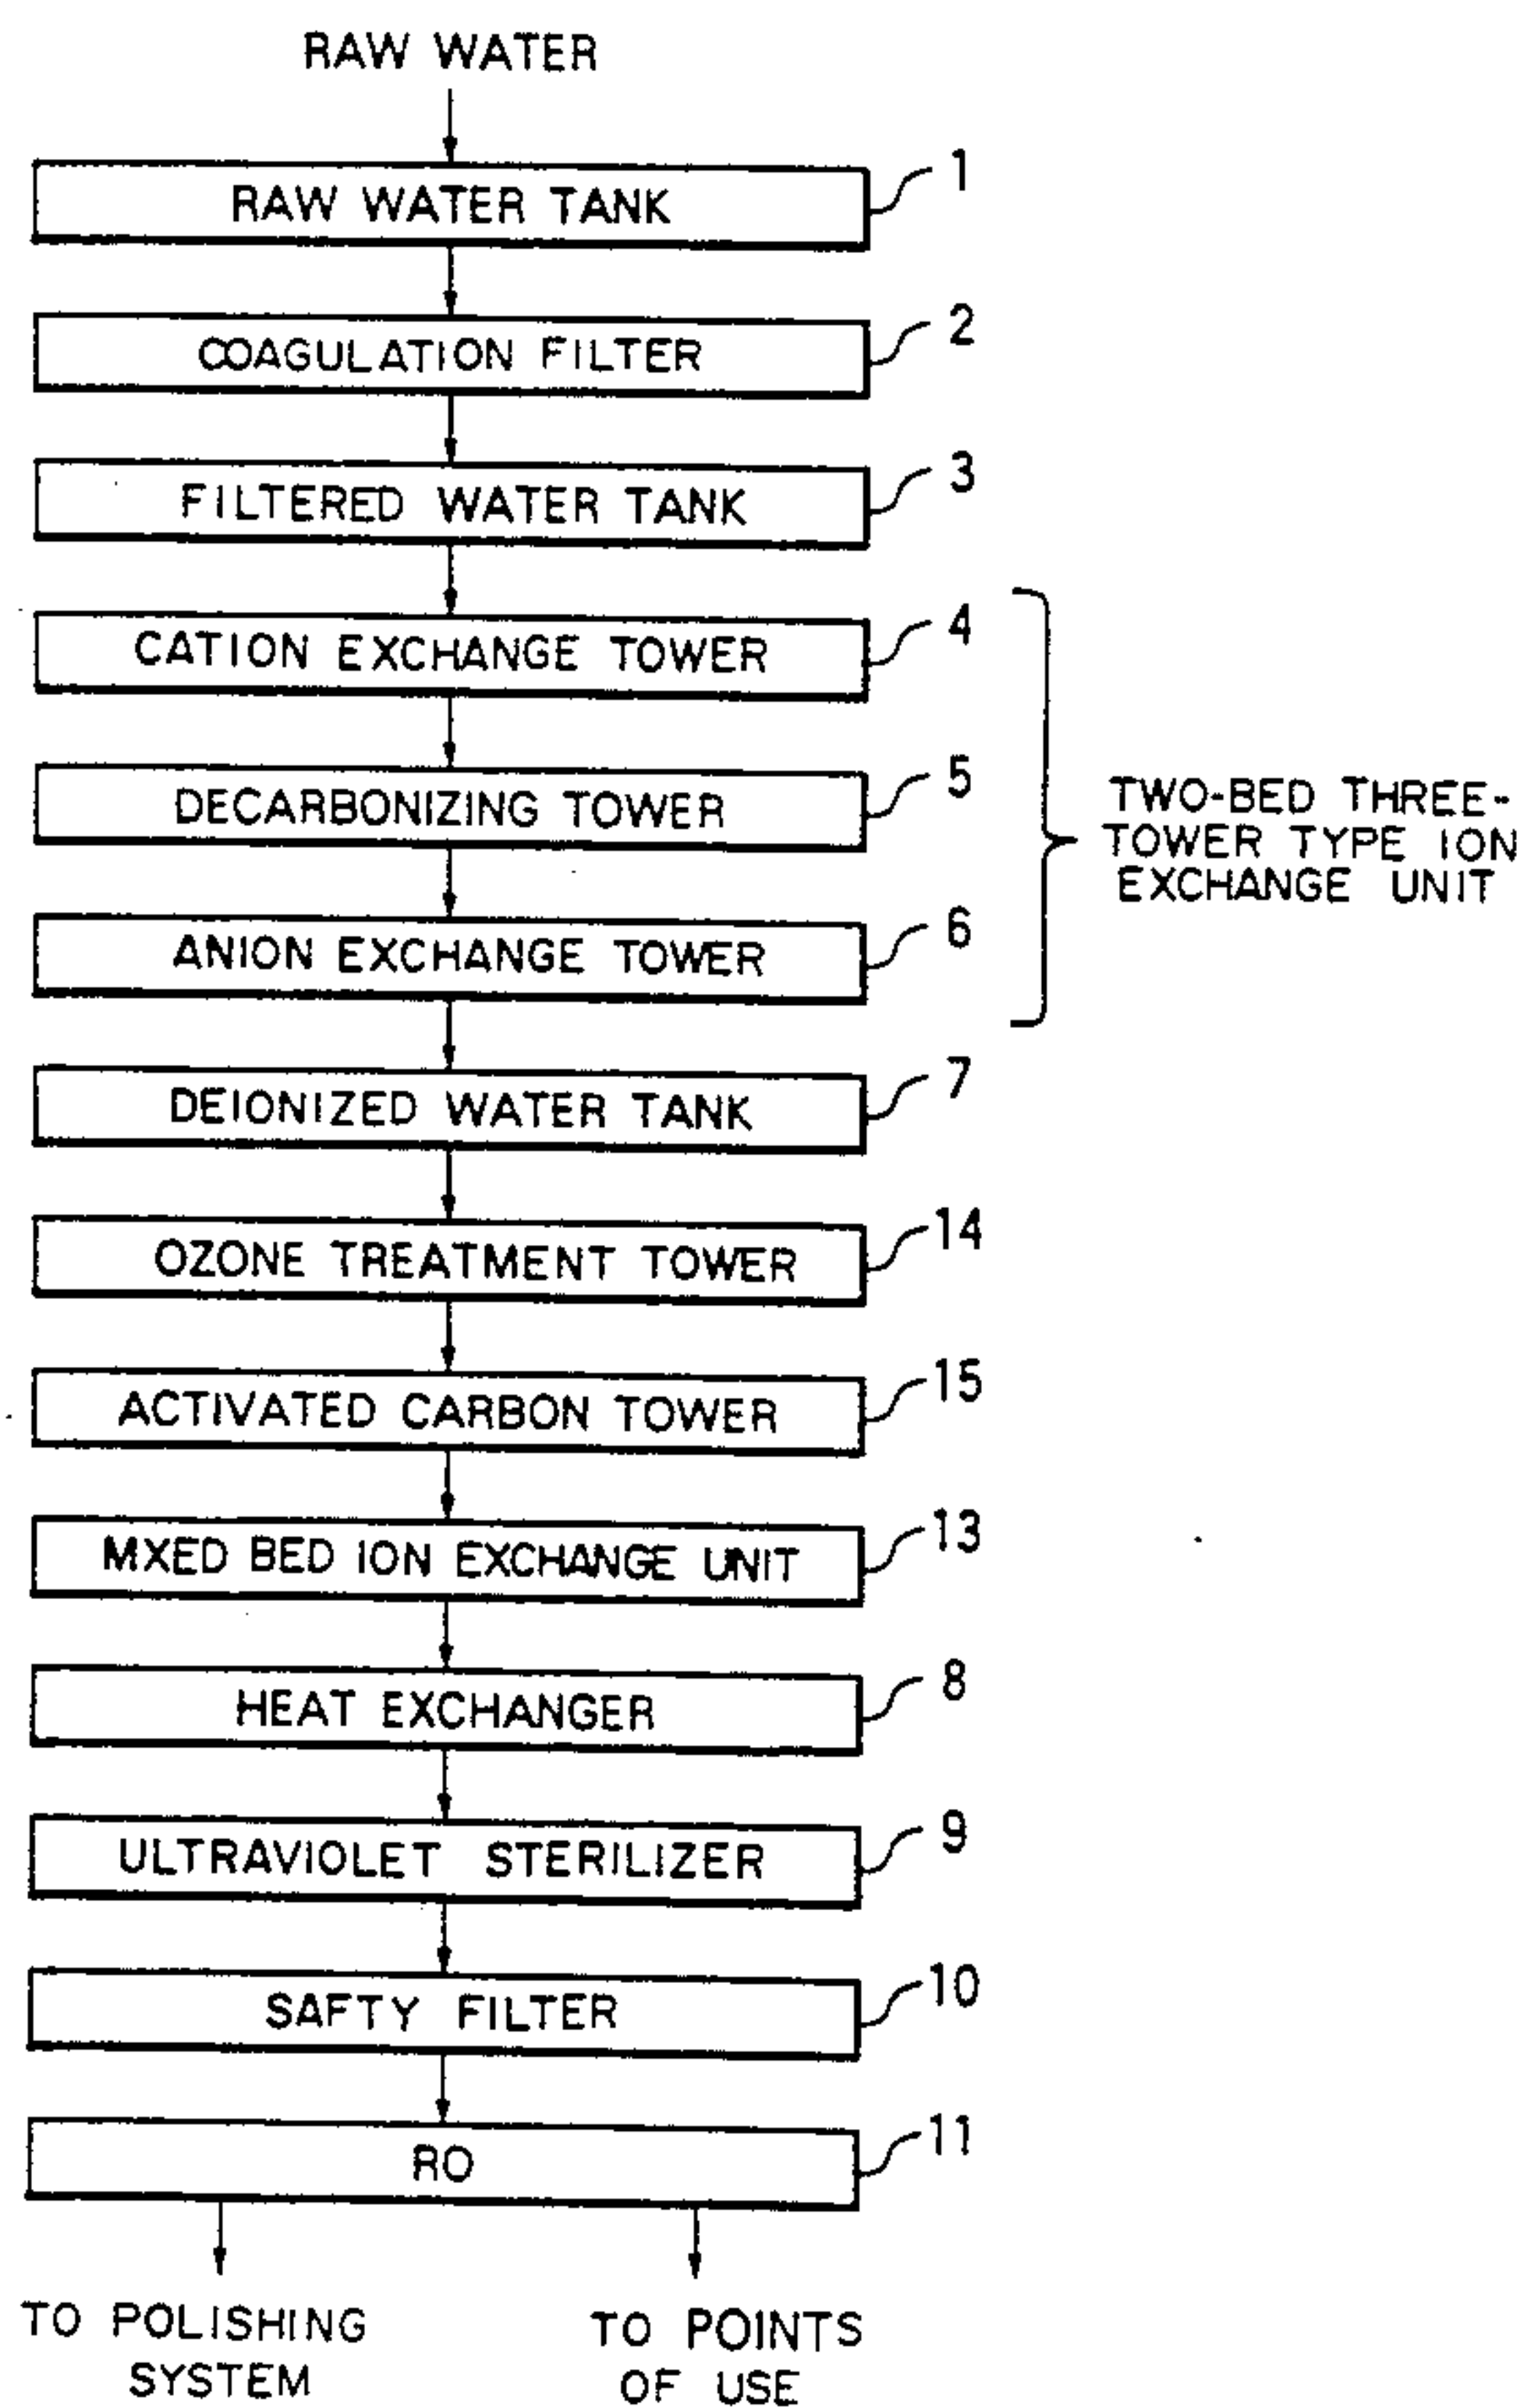 RAW WATER
RAW WATER TANK
1
COAGULATION FILTER
2
FILTERED WATER TANK
3
CATION EXCHANGE TOWER
4
DECARBONIZING TOWER
5
TWO-BED THREE-
TOWER TYPE ION
EXCHANGE UNIT
ANION EXCHANGE TOWER
6
DEIONIZED WATER TANK
7
OZONE TREATMENT TOWER
14
ACTIVATED CARBON TOWER
15
MXED BED ION EXCHANGE UNIT
13
HEAT EXCHANGER
8
ULTRAVIOLET STERILIZER
9
SAFTY FILTER
10
RO
11
TO POLISHING
SYSTEM
TO POINTS
OF USE